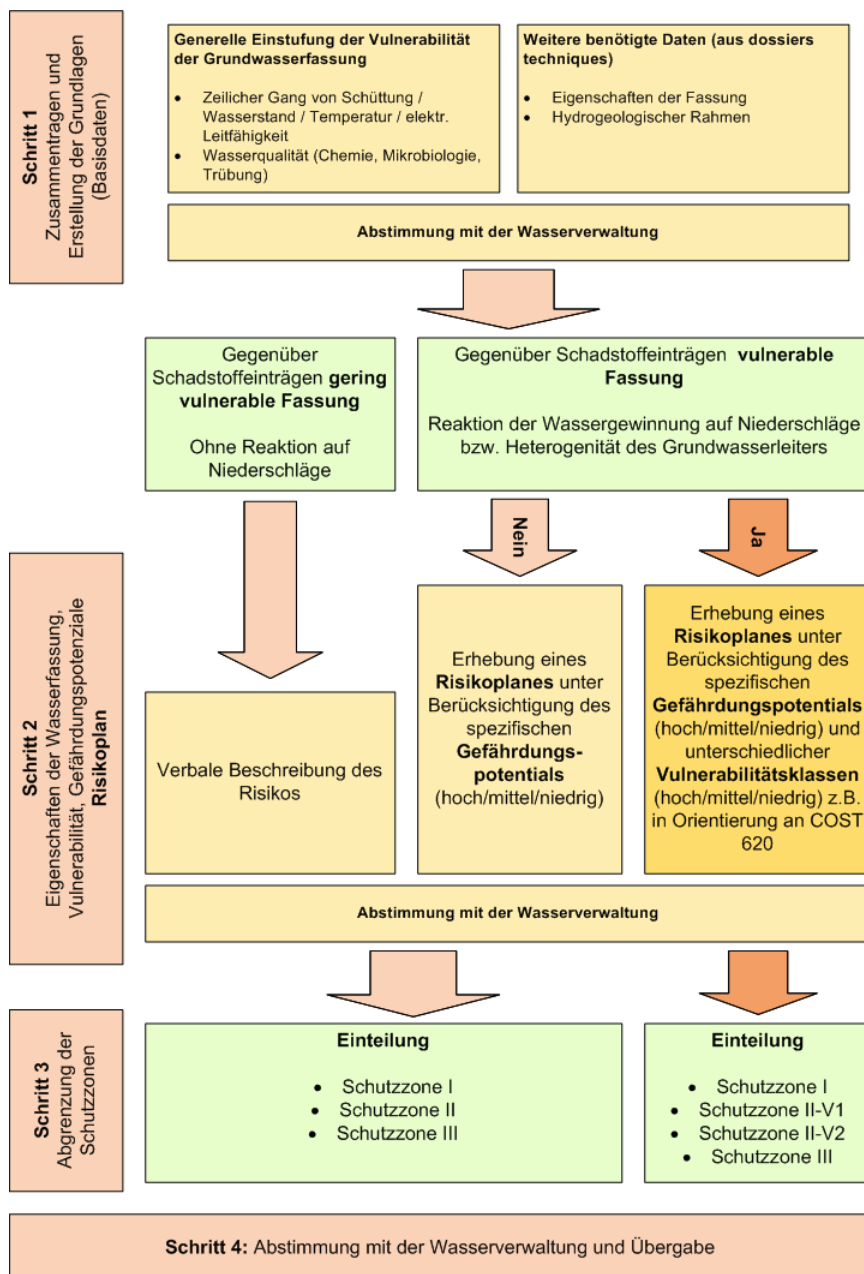 Schritt 1
Zusammentragen und
Erstellung der Grundlagen
(Basisdaten)
Generelle Einstufung der Vulnerabilität
der Grundwasserfassung
• Zeilicher Gang von Schüttung /
Wasserstand / Temperatur / elektr.
Leitfähigkeit
• Wasserqualität (Chemie, Mikrobiologie,
Trübung)
Weitere benötigte Daten (aus dossiers
techniques)
• Eigenschaften der Fassung
• Hydrogeologischer Rahmen
Abstimmung mit der Wasserverwaltung
Gegenüber
Schadstoffeinträgen gering
vulnerable Fassung
Ohne Reaktion auf
Niederschläge
Gegenüber Schadstoffeinträgen vulnerable
Fassung
Reaktion der Wassergewinnung auf Niederschläge
bzw. Heterogenität des Grundwasserleiters
Nein
Ja
Schritt 2
Eigenschaften der Wasserfassung,
Vulnerabilität, Gefährdungspotenziale
Risikoplan
Verbale Beschreibung des
Risikos
Erhebung eines
Risikoplanes unter
Berücksichtigung des
spezifischen
Gefährdungs-
potentials
(hoch/mittel/niedrig)
Erhebung eines
Risikoplanes unter
Berücksichtigung des
spezifischen
Gefährdungspotentials
(hoch/mittel/niedrig) und
unterschiedlicher
Vulnerabilitätsklassen
(hoch/mittel/niedrig) z.B.
in Orientierung an COST
620
Abstimmung mit der Wasserverwaltung
Schritt 3
Abgrenzung der
Schutzzonen
Einteilung
• Schutzzone I
• Schutzzone II
• Schutzzone III
Einteilung
• Schutzzone I
• Schutzzone II-V1
• Schutzzone II-V2
• Schutzzone III
Schritt 4: Abstimmung mit der Wasserverwaltung und Übergabe